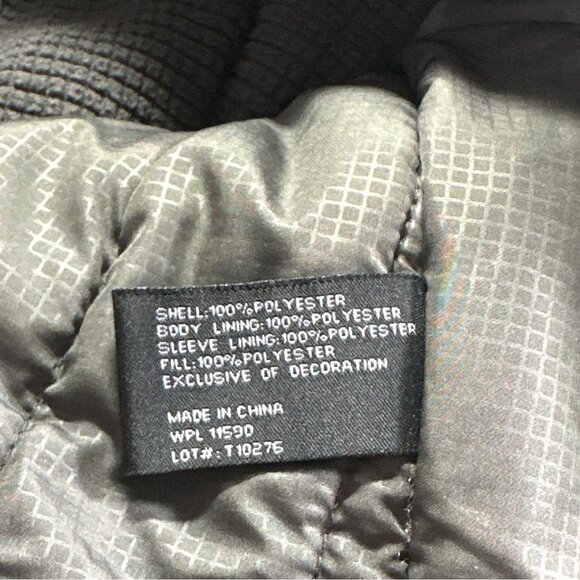 SHELL:100%POLYESTER
BODY LINING:100%POLYESTER
SLEEVE LINING:100%POLYESTER
FILL:100%POLYESTER
EXCLUSIVE OF DECORATION
MADE IN CHINA
WPL 11590
LOT#: T10276